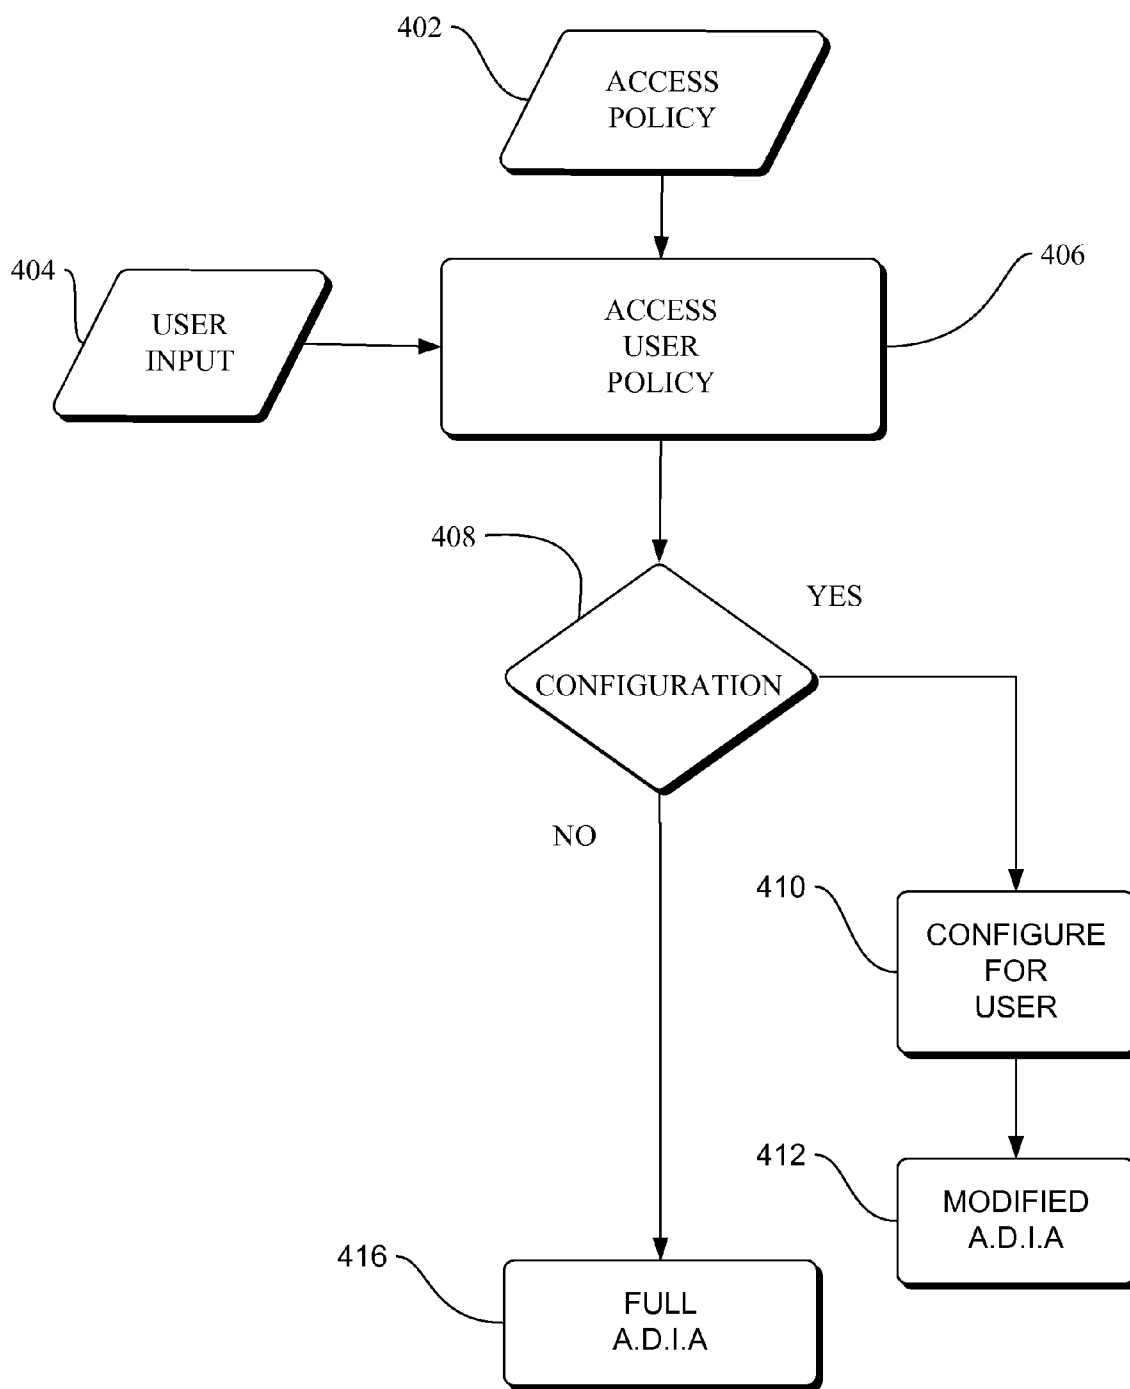 402
ACCESS
POLICY
404
USER
INPUT
406
ACCESS
USER
POLICY
408
YES
CONFIGURATION
NO
410
CONFIGURE
FOR
USER
412
MODIFIED
A.D.I.A
416
FULL
A.D.I.A